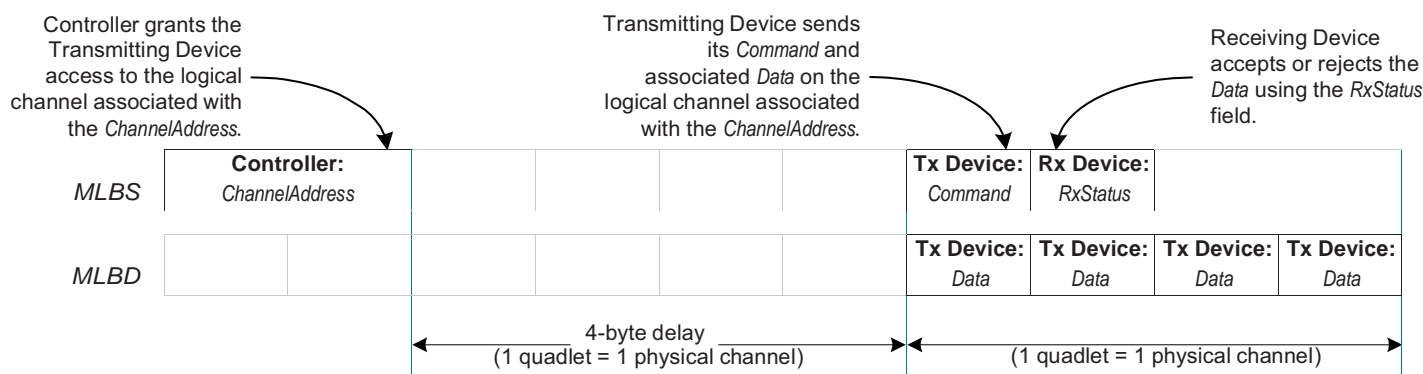 Controller grants the
Transmitting Device
access to the logical
channel associated with
the ChannelAddress.
Transmitting Device sends
its Command and
associated Data on the
logical channel associated
with the ChannelAddress.
Receiving Device
accepts or rejects the
Data using the RxStatus
field.
MLBS
Controller:
ChannelAddress
Tx Device:
Command
Rx Device:
RxStatus
MLBD
Tx Device:
Data
Tx Device:
Data
Tx Device:
Data
Tx Device:
Data
4-byte delay
(1 quadlet = 1 physical channel)
(1 quadlet = 1 physical channel)